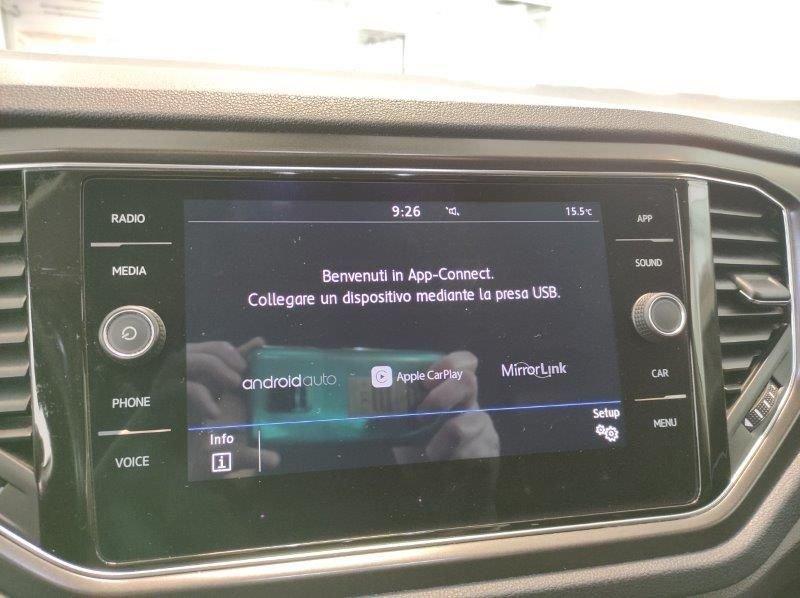 RADIO
MEDIA
PHONE
VOICE
9:26
15.5°C
Benvenuti in App-Connect.
Collegare un dispositivo mediante la presa USB.
androidauto
Apple CarPlay
MirrorLink
Info
i
Setup
APP
SOUND
CAR
MENU